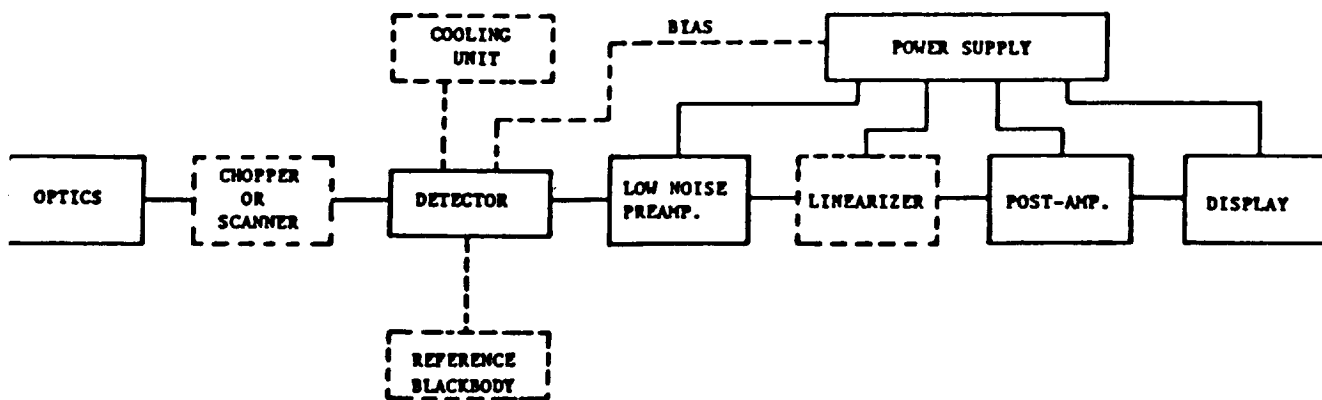 COOLING
UNIT
BIAS
POWER SUPPLY
OPTICS
CHOPPER
OR
SCANNER
DETECTOR
LOW NOISE
PREAMP.
LINEARIZER
POST-AMP.
DISPLAY
REFERENCE
BLACKBODY